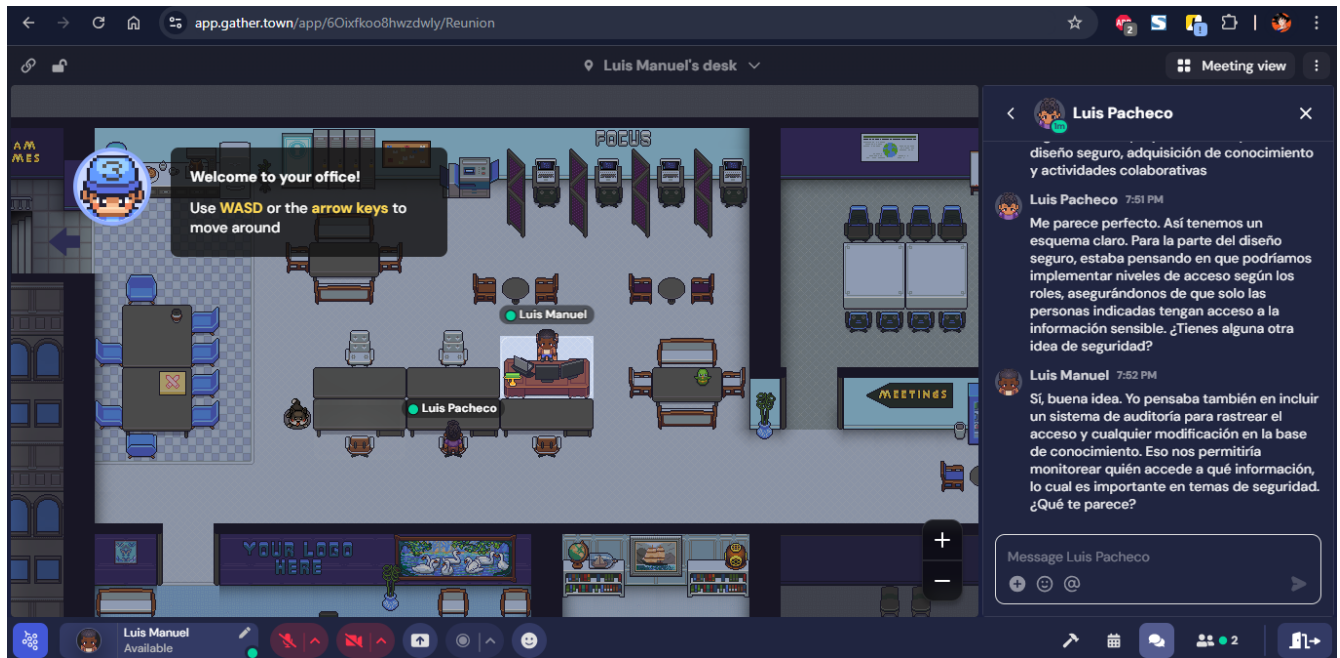 app.gather.town/app/6Oixfkoo8hwzdwly/Reunion
2
Luis Manuel's desk
Meeting view
AM
MES
FOCUS
Welcome to your office!
Use WASD or the arrow keys to
move around
Luis Manuel
Luis Pacheco
MEETINGS
YOUR LOGO
HERE
Luis Pacheco
lm
diseño seguro, adquisición de conocimiento
y actividades colaborativas
Luis Pacheco 7:51 PM
Me parece perfecto. Así tenemos un
esquema claro. Para la parte del diseño
seguro, estaba pensando en que podríamos
implementar niveles de acceso según los
roles, asegurándonos de que solo las
personas indicadas tengan acceso a la
información sensible. ¿Tienes alguna otra
idea de seguridad?
Luis Manuel 7:52 PM
Sí, buena idea. Yo pensaba también en incluir
un sistema de auditoría para rastrear el
acceso y cualquier modificación en la base
de conocimiento. Eso nos permitiría
monitorear quién accede a qué información,
lo cual es importante en temas de seguridad.
¿Qué te parece?
Message Luis Pacheco
Luis Manuel
Available
2